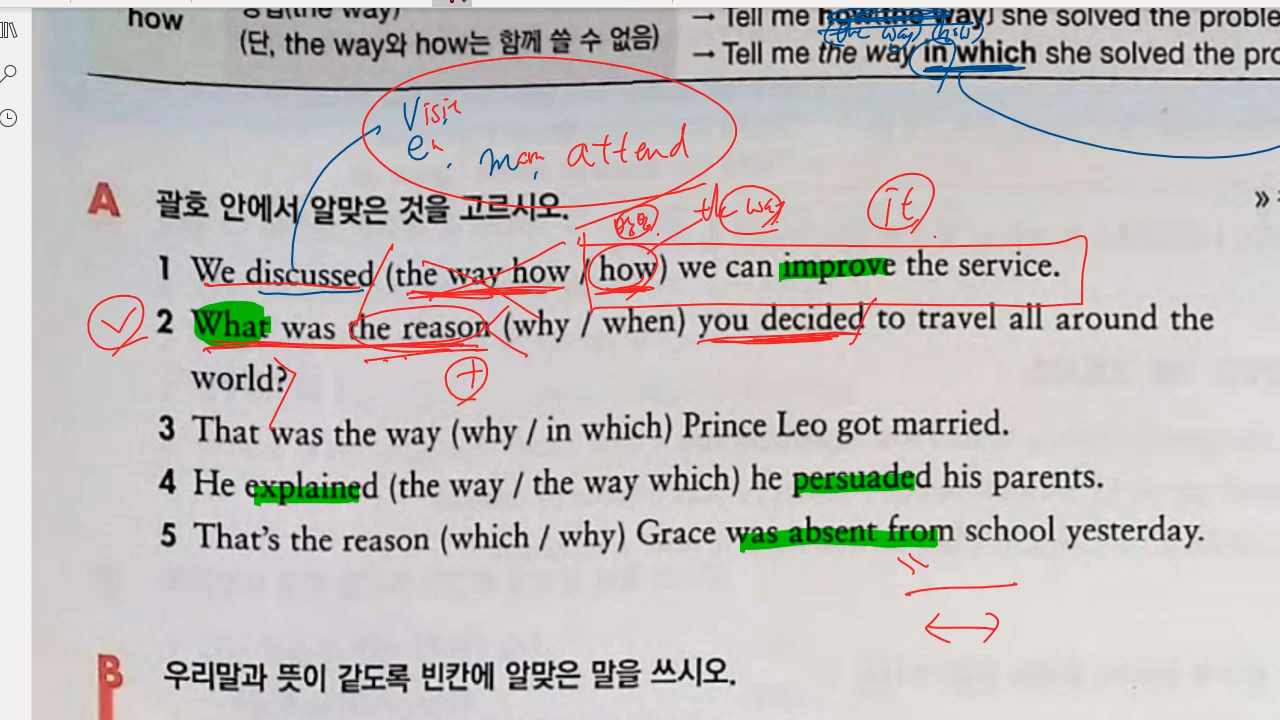 how
(단, the way와 how는 함께 쓸 수 없음)
→ Tell me how (the way) she solved the proble
(the way) (how)
→ Tell me the way in which she solved the pro
Visit
en, marry attend
A 괄호 안에서 알맞은 것을 고르시오.
방법 the way it
1 We discussed (the way how / how) we can improve the service.
2 What was the reason (why / when) you decided to travel all around the
world?
3 That was the way (why / in which) Prince Leo got married.
4 He explained (the way / the way which) he persuaded his parents.
5 That's the reason (which / why) Grace was absent from school yesterday.
B 우리말과 뜻이 같도록 빈칸에 알맞은 말을 쓰시오.